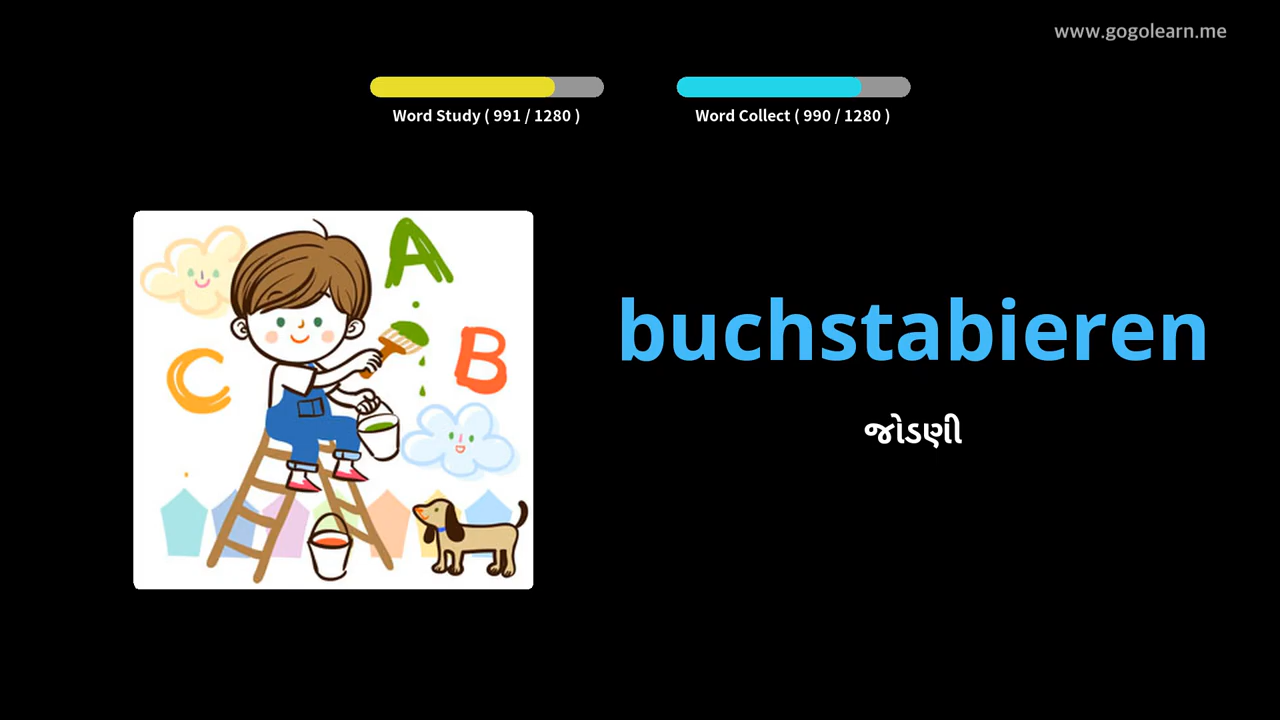 www.gogolearn.me
Word Study ( 991 / 1280 )
Word Collect ( 990 / 1280 )
A
B
C
buchstabieren
જોડણી